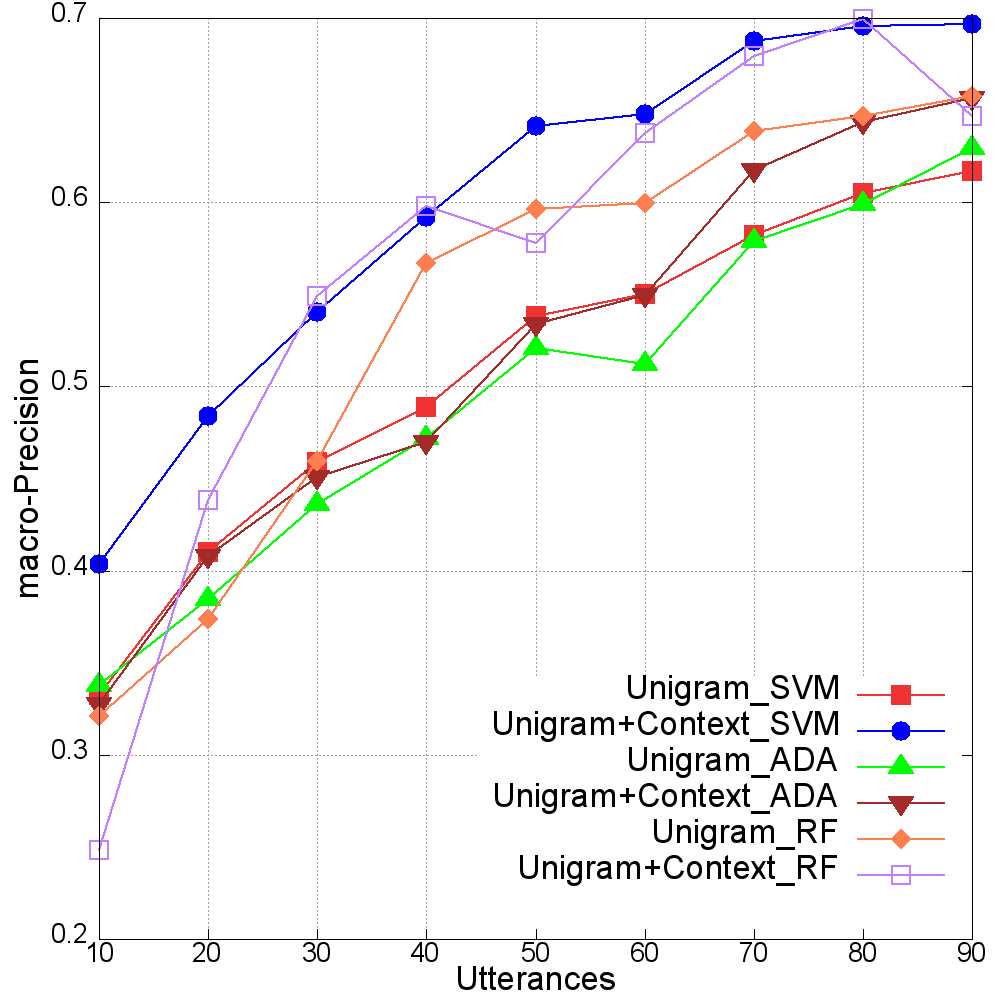 0.7
0.6
0.5
0.4
0.3
0.2
macro-Precision
Unigram_SVM
Unigram+Context_SVM
Unigram_ADA
Unigram+Context_ADA
Unigram_RF
Unigram+Context_RF
10 20 30 40 50 60 70 80 90
Utterances